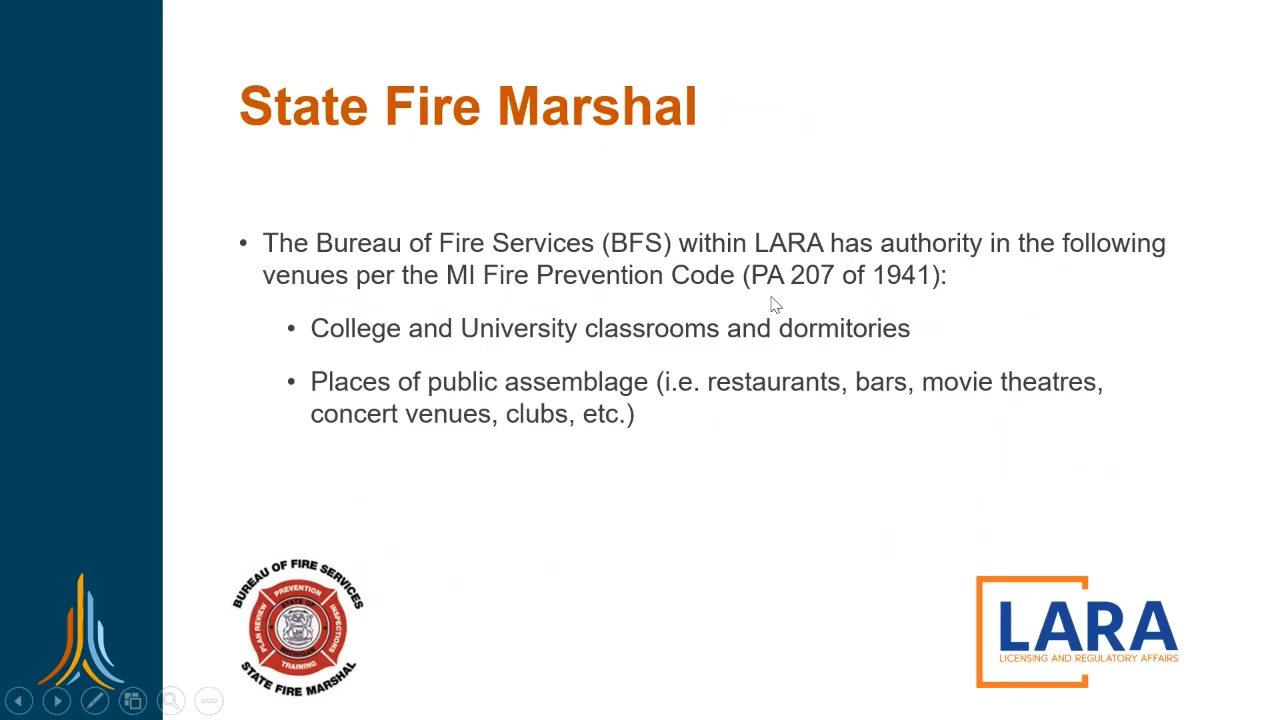 State Fire Marshal
• The Bureau of Fire Services (BFS) within LARA has authority in the following
venues per the MI Fire Prevention Code (PA 207 of 1941):
• College and University classrooms and dormitories
• Places of public assemblage (i.e. restaurants, bars, movie theatres,
concert venues, clubs, etc.)
BUREAU OF FIRE SERVICES
PREVENTION
PLAN REVIEW
INSPECTIONS
STATE OF
TRAINING
STATE FIRE MARSHAL
LARA
LICENSING AND REGULATORY AFFAIRS